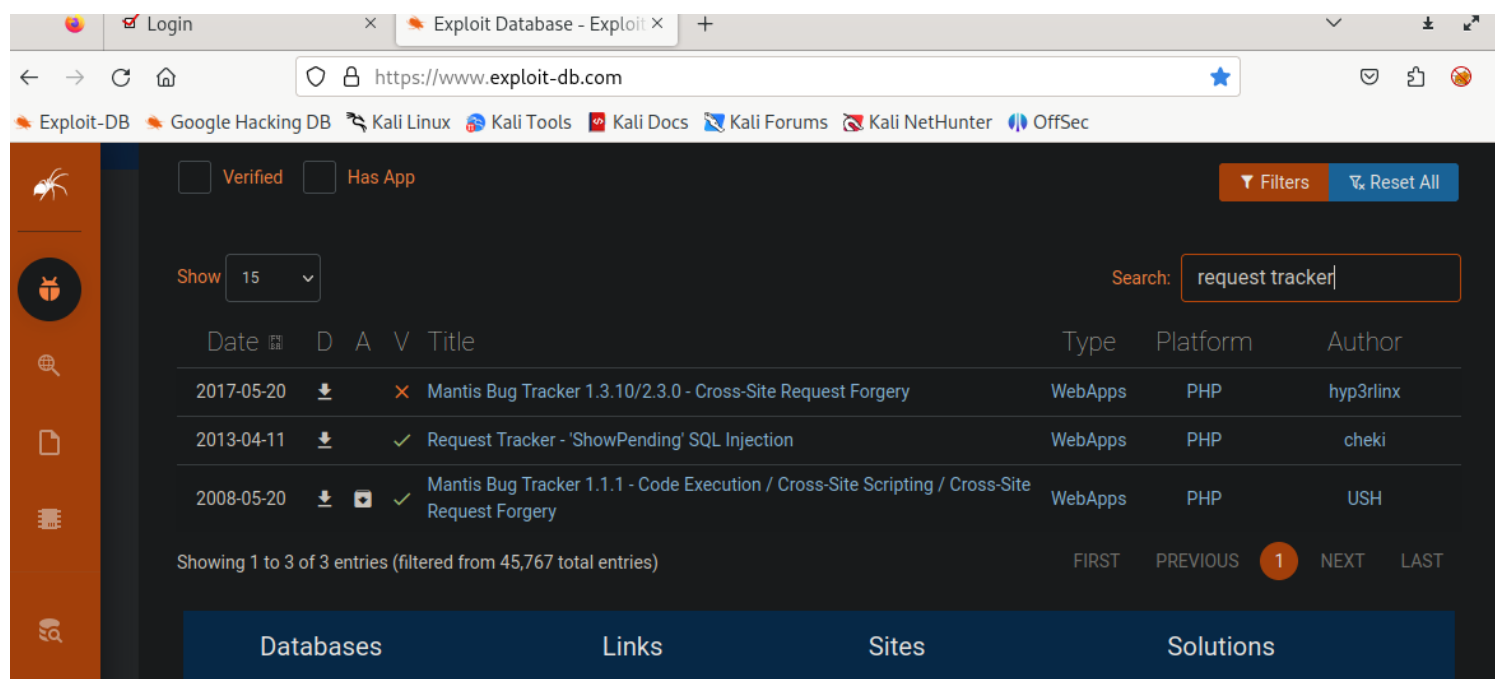 Login × Exploit Database - Exploit × +
https://www.exploit-db.com
Exploit-DB Google Hacking DB Kali Linux Kali Tools Kali Docs Kali Forums Kali NetHunter OffSec
Verified Has App Filters Reset All
Show 15 Search: request tracker
Date D A V Title Type Platform Author
2017-05-20 Mantis Bug Tracker 1.3.10/2.3.0 - Cross-Site Request Forgery WebApps PHP hyp3rlinx
2013-04-11 Request Tracker - 'ShowPending' SQL Injection WebApps PHP cheki
2008-05-20 Mantis Bug Tracker 1.1.1 - Code Execution / Cross-Site Scripting / Cross-Site WebApps PHP USH
Request Forgery
Showing 1 to 3 of 3 entries (filtered from 45,767 total entries) FIRST PREVIOUS 1 NEXT LAST
Databases Links Sites Solutions